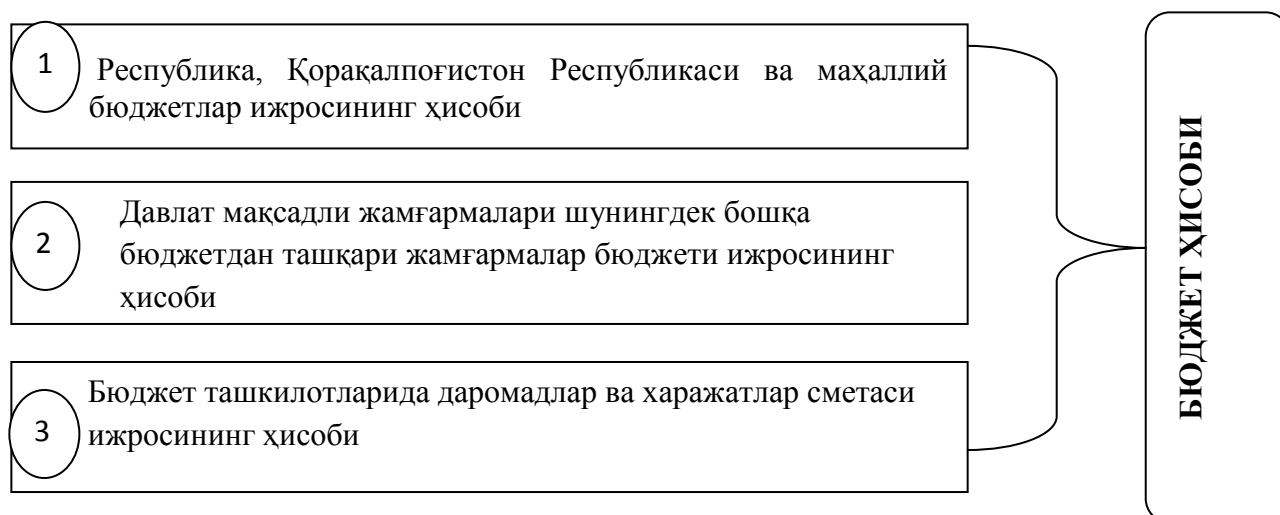 1
Республика, Қорақалпоғистон Республикаси ва маҳаллий
бюджетлар ижросининг ҳисоби
2
Давлат мақсадли жамғармалари шунингдек бошқа
бюджетдан ташқари жамғармалар бюджети ижросининг
ҳисоби
3
Бюджет ташкилотларида даромадлар ва харажатлар сметаси
ижросининг ҳисоби
БЮДЖЕТ ҲИСОБИ